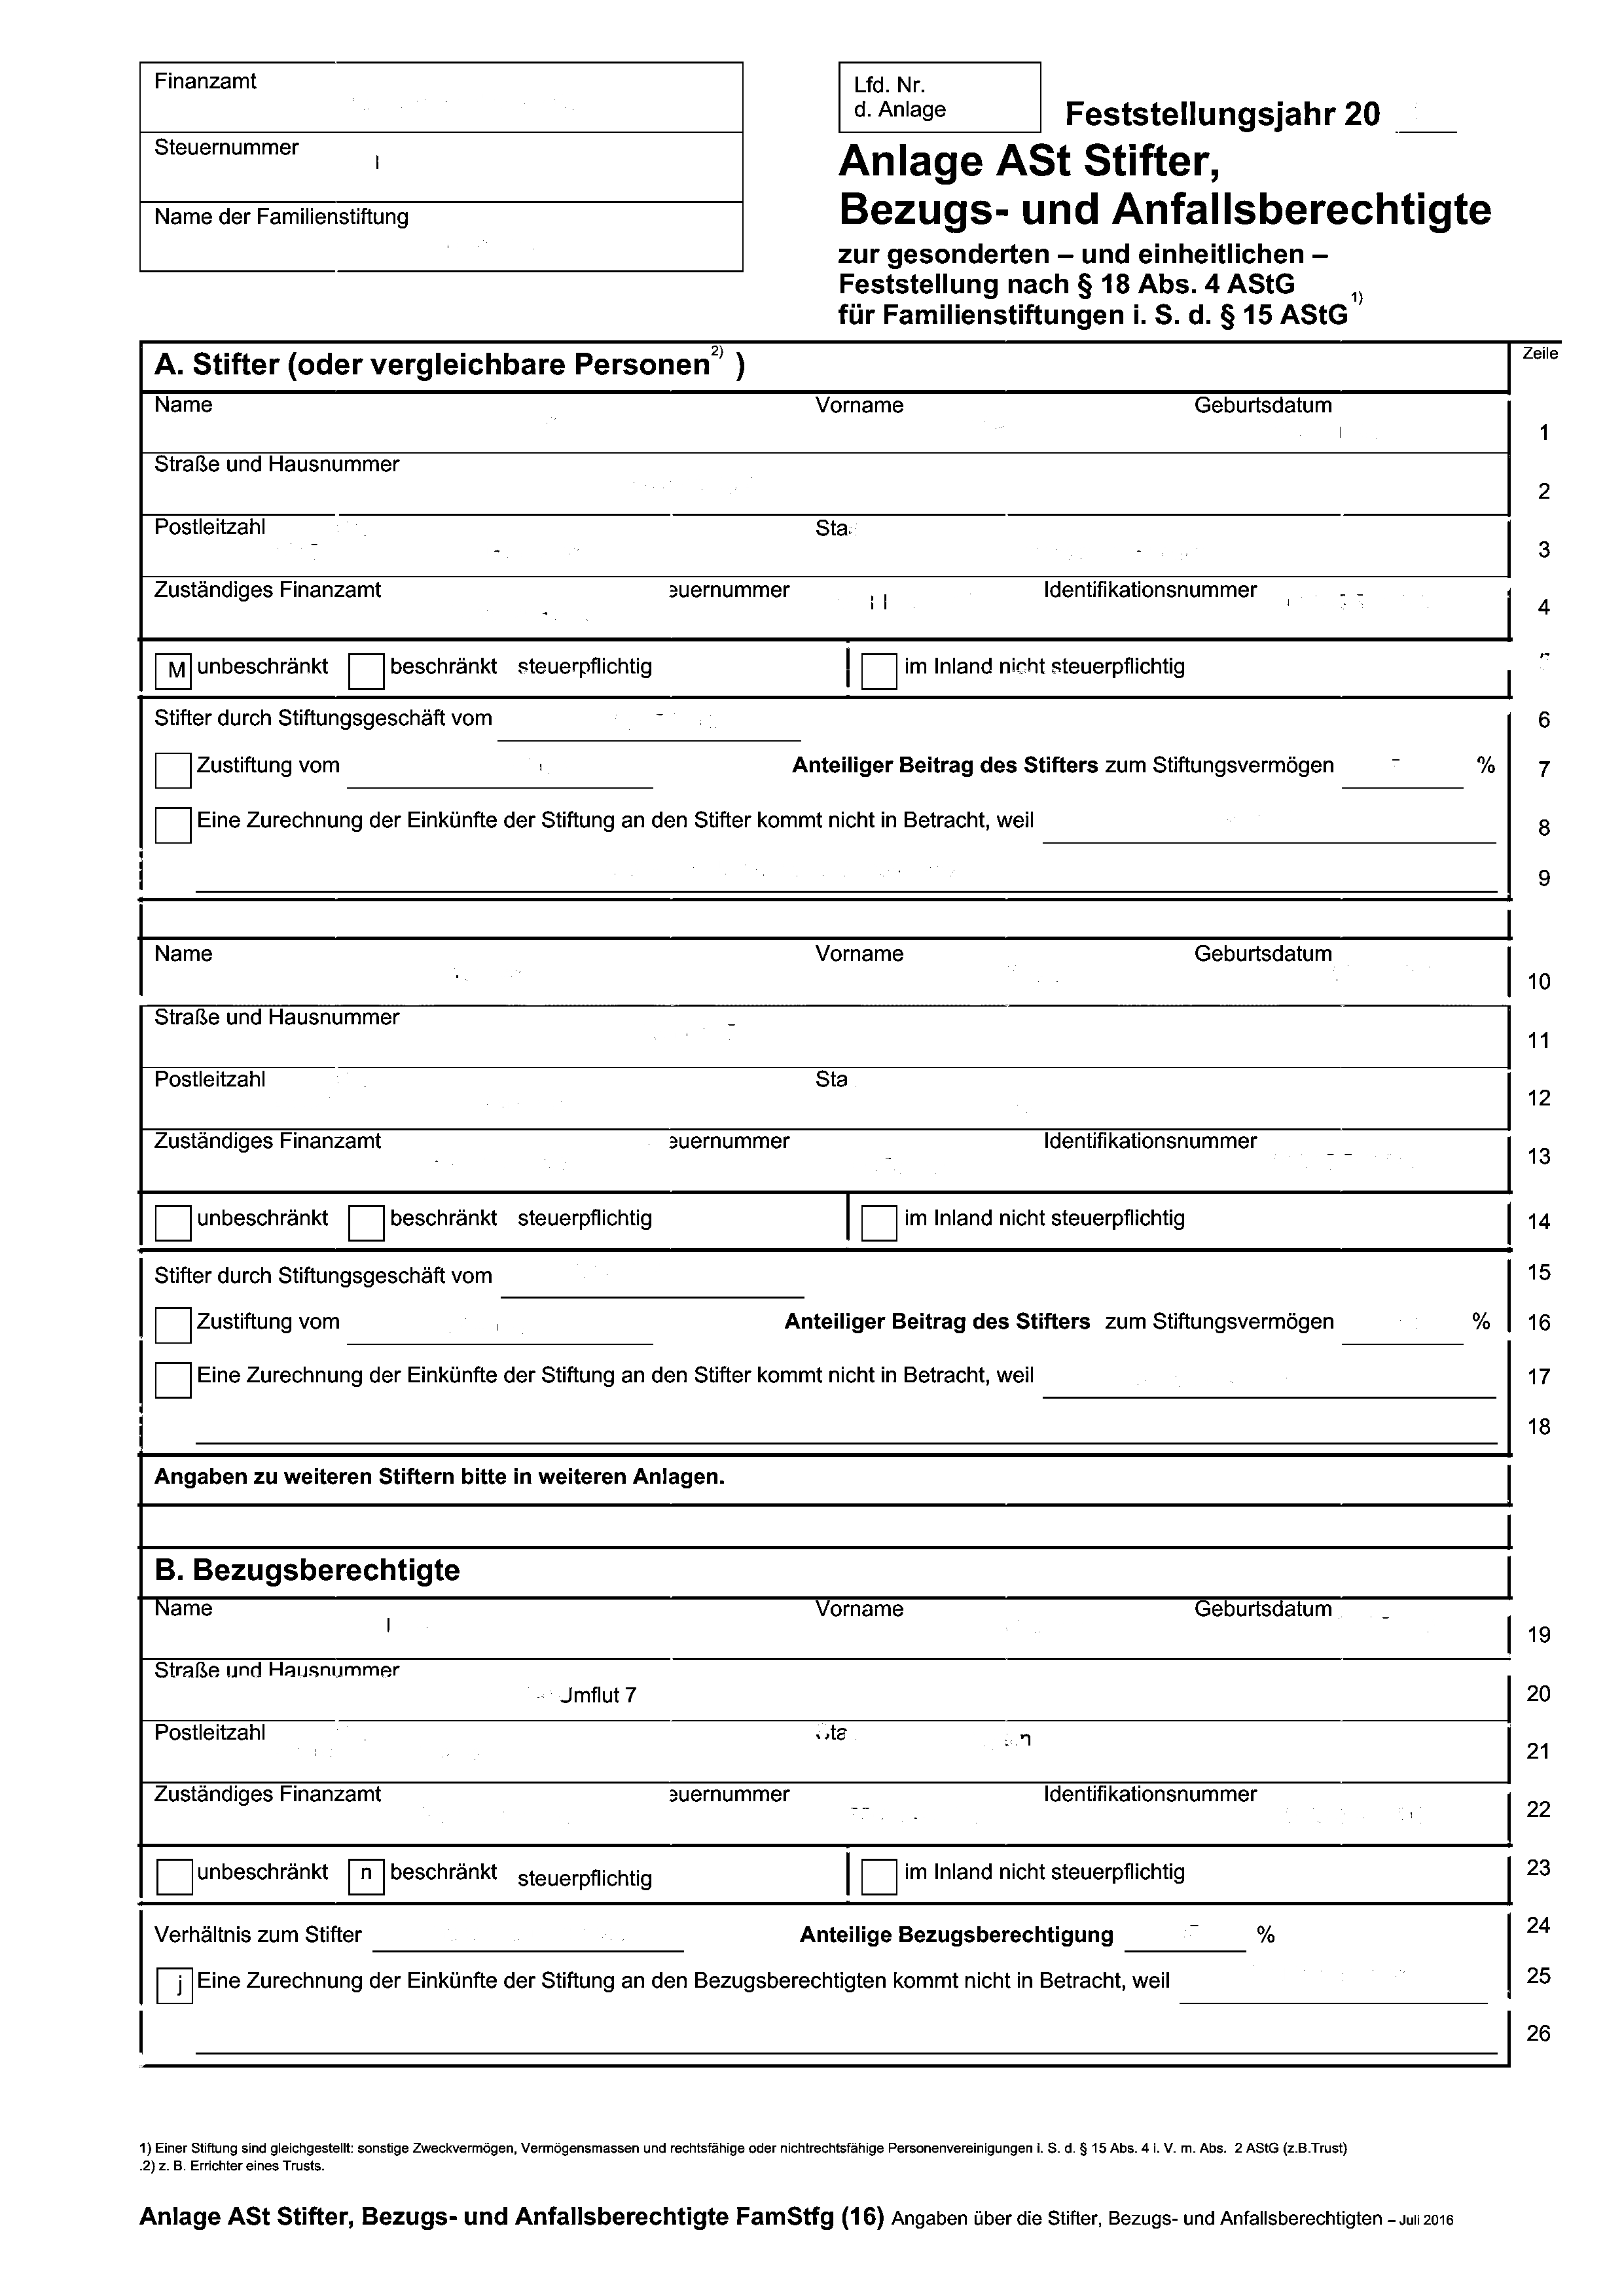 Finanzamt
Steuernummer
Name der Familienstiftung
Lfd. Nr.
d. Anlage
Feststellungsjahr 20
Anlage ASt Stifter,
Bezugs- und Anfallsberechtigte
zur gesonderten – und einheitlichen –
Feststellung nach § 18 Abs. 4 AStG
für Familienstiftungen i. S. d. § 15 AStG 1)
A. Stifter (oder vergleichbare Personen 2) )
Zeile
Name Vorname Geburtsdatum
1
Straße und Hausnummer
2
Postleitzahl Sta
3
Zuständiges Finanzamt euernummer Identifikationsnummer
4
M unbeschränkt beschränkt steuerpflichtig im Inland nicht steuerpflichtig
Stifter durch Stiftungsgeschäft vom 6
Zustiftung vom Anteiliger Beitrag des Stifters zum Stiftungsvermögen % 7
Eine Zurechnung der Einkünfte der Stiftung an den Stifter kommt nicht in Betracht, weil 8
9
Name Vorname Geburtsdatum
10
Straße und Hausnummer
11
Postleitzahl Sta
12
Zuständiges Finanzamt euernummer Identifikationsnummer
13
unbeschränkt beschränkt steuerpflichtig im Inland nicht steuerpflichtig 14
Stifter durch Stiftungsgeschäft vom 15
Zustiftung vom Anteiliger Beitrag des Stifters zum Stiftungsvermögen % 16
Eine Zurechnung der Einkünfte der Stiftung an den Stifter kommt nicht in Betracht, weil 17
18
Angaben zu weiteren Stiftern bitte in weiteren Anlagen.
B. Bezugsberechtigte
Name Vorname Geburtsdatum
19
Straße und Hausnummer
Umflut 7 20
Postleitzahl
21
Zuständiges Finanzamt euernummer Identifikationsnummer
22
unbeschränkt n beschränkt steuerpflichtig im Inland nicht steuerpflichtig 23
Verhältnis zum Stifter Anteilige Bezugsberechtigung % 24
j Eine Zurechnung der Einkünfte der Stiftung an den Bezugsberechtigten kommt nicht in Betracht, weil 25
26
1) Einer Stiftung sind gleichgestellt: sonstige Zweckvermögen, Vermögensmassen und rechtsfähige oder nichtrechtsfähige Personenvereinigungen i. S. d. § 15 Abs. 4 i. V. m. Abs. 2 AStG (z.B.Trust)
.2) z. B. Errichter eines Trusts.
Anlage ASt Stifter, Bezugs- und Anfallsberechtigte FamStfg (16) Angaben über die Stifter, Bezugs- und Anfallsberechtigten – Juli 2016